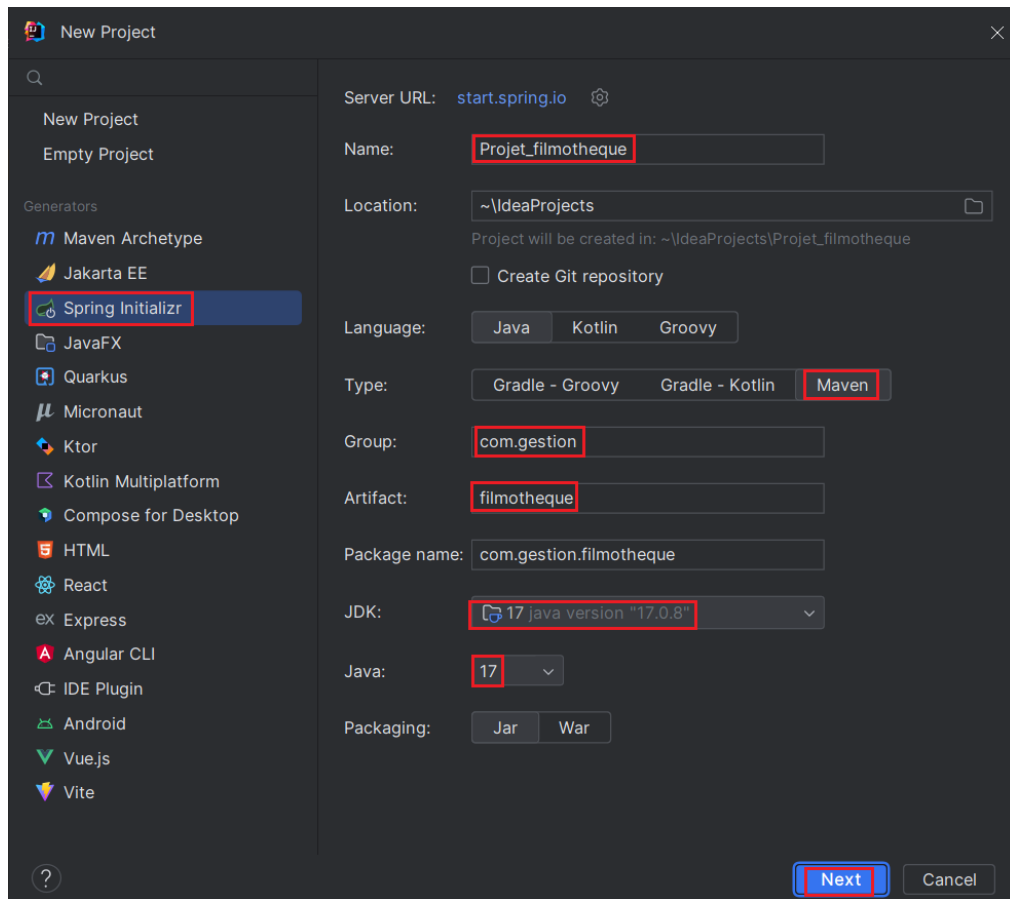 New Project
New Project
Empty Project
Generators
Maven Archetype
Jakarta EE
Spring Initializr
JavaFX
Quarkus
Micronaut
Ktor
Kotlin Multiplatform
Compose for Desktop
HTML
React
Express
Angular CLI
IDE Plugin
Android
Vue.js
Vite
Server URL: start.spring.io
Name: Projet_filmotheque
Location: ~\IdeaProjects
Project will be created in: ~\IdeaProjects\Projet_filmotheque
Create Git repository
Language: Java Kotlin Groovy
Type: Gradle - Groovy Gradle - Kotlin Maven
Group: com.gestion
Artifact: filmotheque
Package name: com.gestion.filmotheque
JDK: 17 java version "17.0.8"
Java: 17
Packaging: Jar War
? Next Cancel